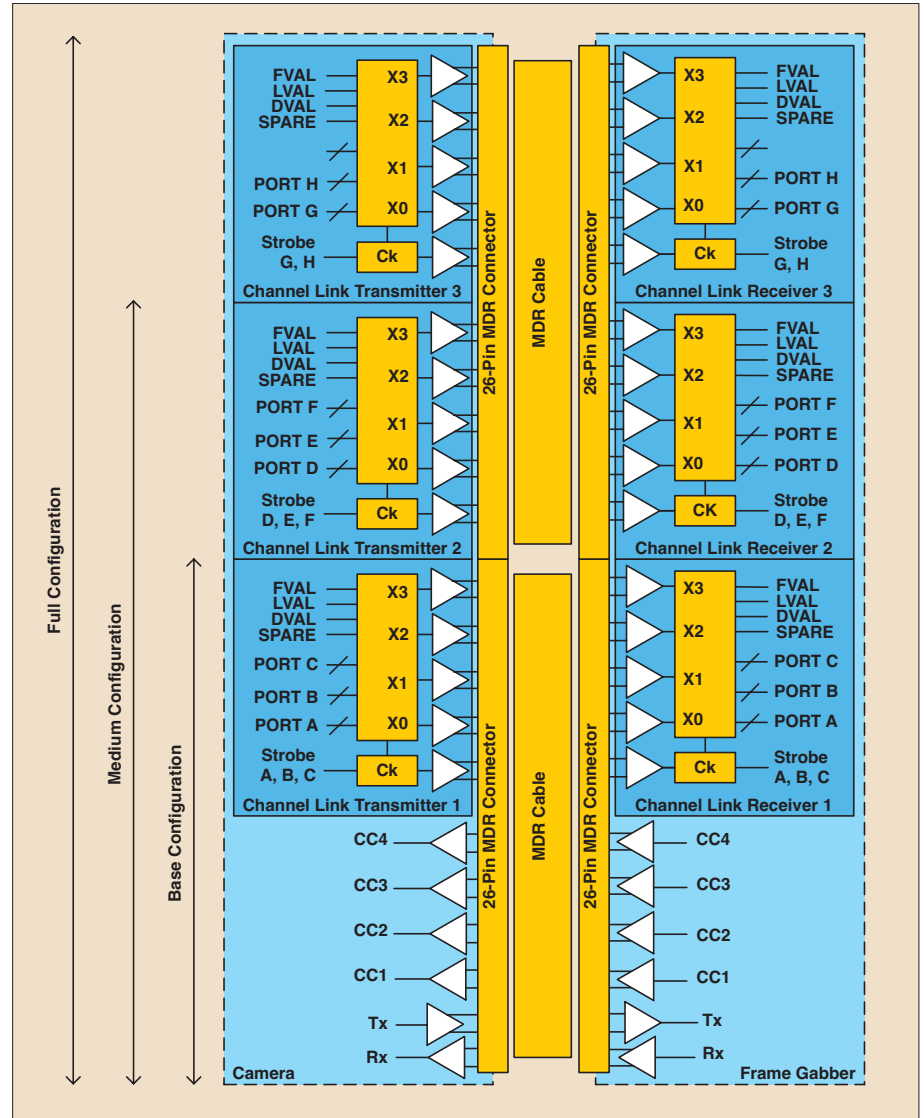 Full Configuration
Medium Configuration
Base Configuration
FVAL
LVAL
DVAL
SPARE
PORT H
PORT G
Strobe
G, H
X3
X2
X1
X0
Ck
Channel Link Transmitter 3
FVAL
LVAL
DVAL
SPARE
PORT F
PORT E
PORT D
Strobe
D, E, F
X3
X2
X1
X0
Ck
Channel Link Transmitter 2
FVAL
LVAL
DVAL
SPARE
PORT C
PORT B
PORT A
Strobe
A, B, C
X3
X2
X1
X0
Ck
Channel Link Transmitter 1
CC4
CC3
CC2
CC1
Tx
Rx
Camera
26-Pin MDR Connector
26-Pin MDR Connector
MDR Cable
MDR Cable
26-Pin MDR Connector
26-Pin MDR Connector
X3
X2
X1
X0
Ck
FVAL
LVAL
DVAL
SPARE
PORT H
PORT G
Strobe
G, H
Channel Link Receiver 3
X3
X2
X1
X0
CK
FVAL
LVAL
DVAL
SPARE
PORT F
PORT E
PORT D
Strobe
D, E, F
Channel Link Receiver 2
X3
X2
X1
X0
Ck
FVAL
LVAL
DVAL
SPARE
PORT C
PORT B
PORT A
Strobe
A, B, C
Channel Link Receiver 1
CC4
CC3
CC2
CC1
Tx
Rx
Frame Gabber